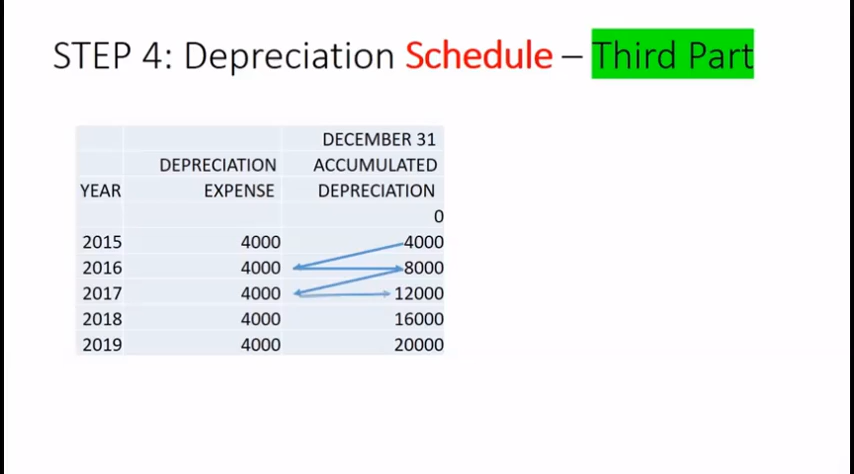 STEP 4: Depreciation Schedule – Third Part
DECEMBER 31
DEPRECIATION ACCUMULATED
YEAR EXPENSE DEPRECIATION
0
2015 4000 4000
2016 4000 8000
2017 4000 12000
2018 4000 16000
2019 4000 20000